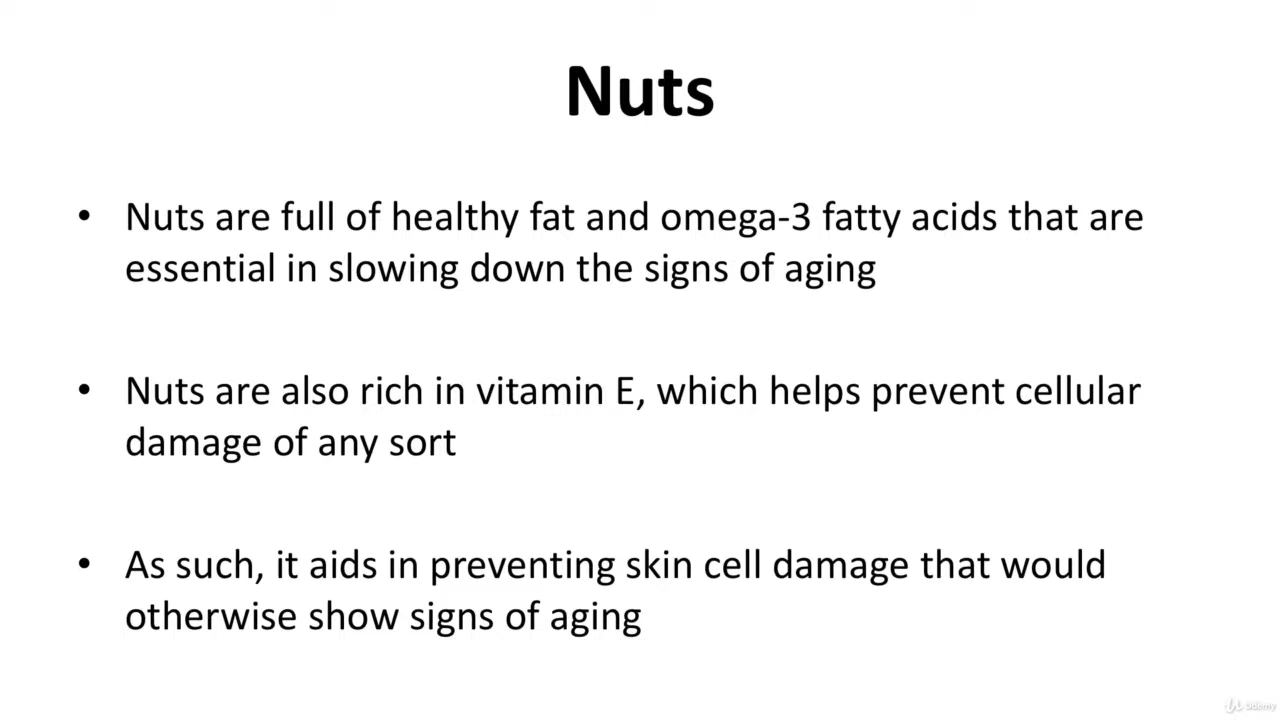 Nuts
• Nuts are full of healthy fat and omega-3 fatty acids that are
essential in slowing down the signs of aging
• Nuts are also rich in vitamin E, which helps prevent cellular
damage of any sort
• As such, it aids in preventing skin cell damage that would
otherwise show signs of aging
Udemy